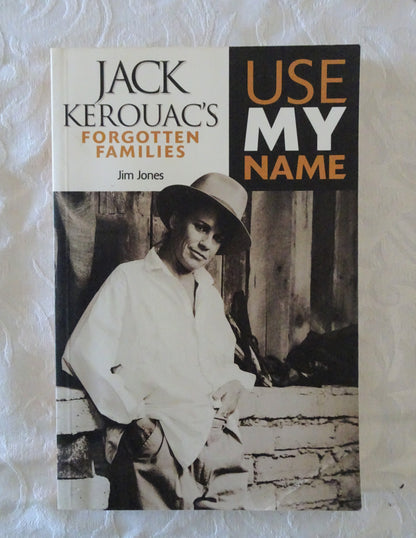 JACK
KEROUAC'S
FORGOTTEN
FAMILIES
Jim Jones
USE
MY
NAME